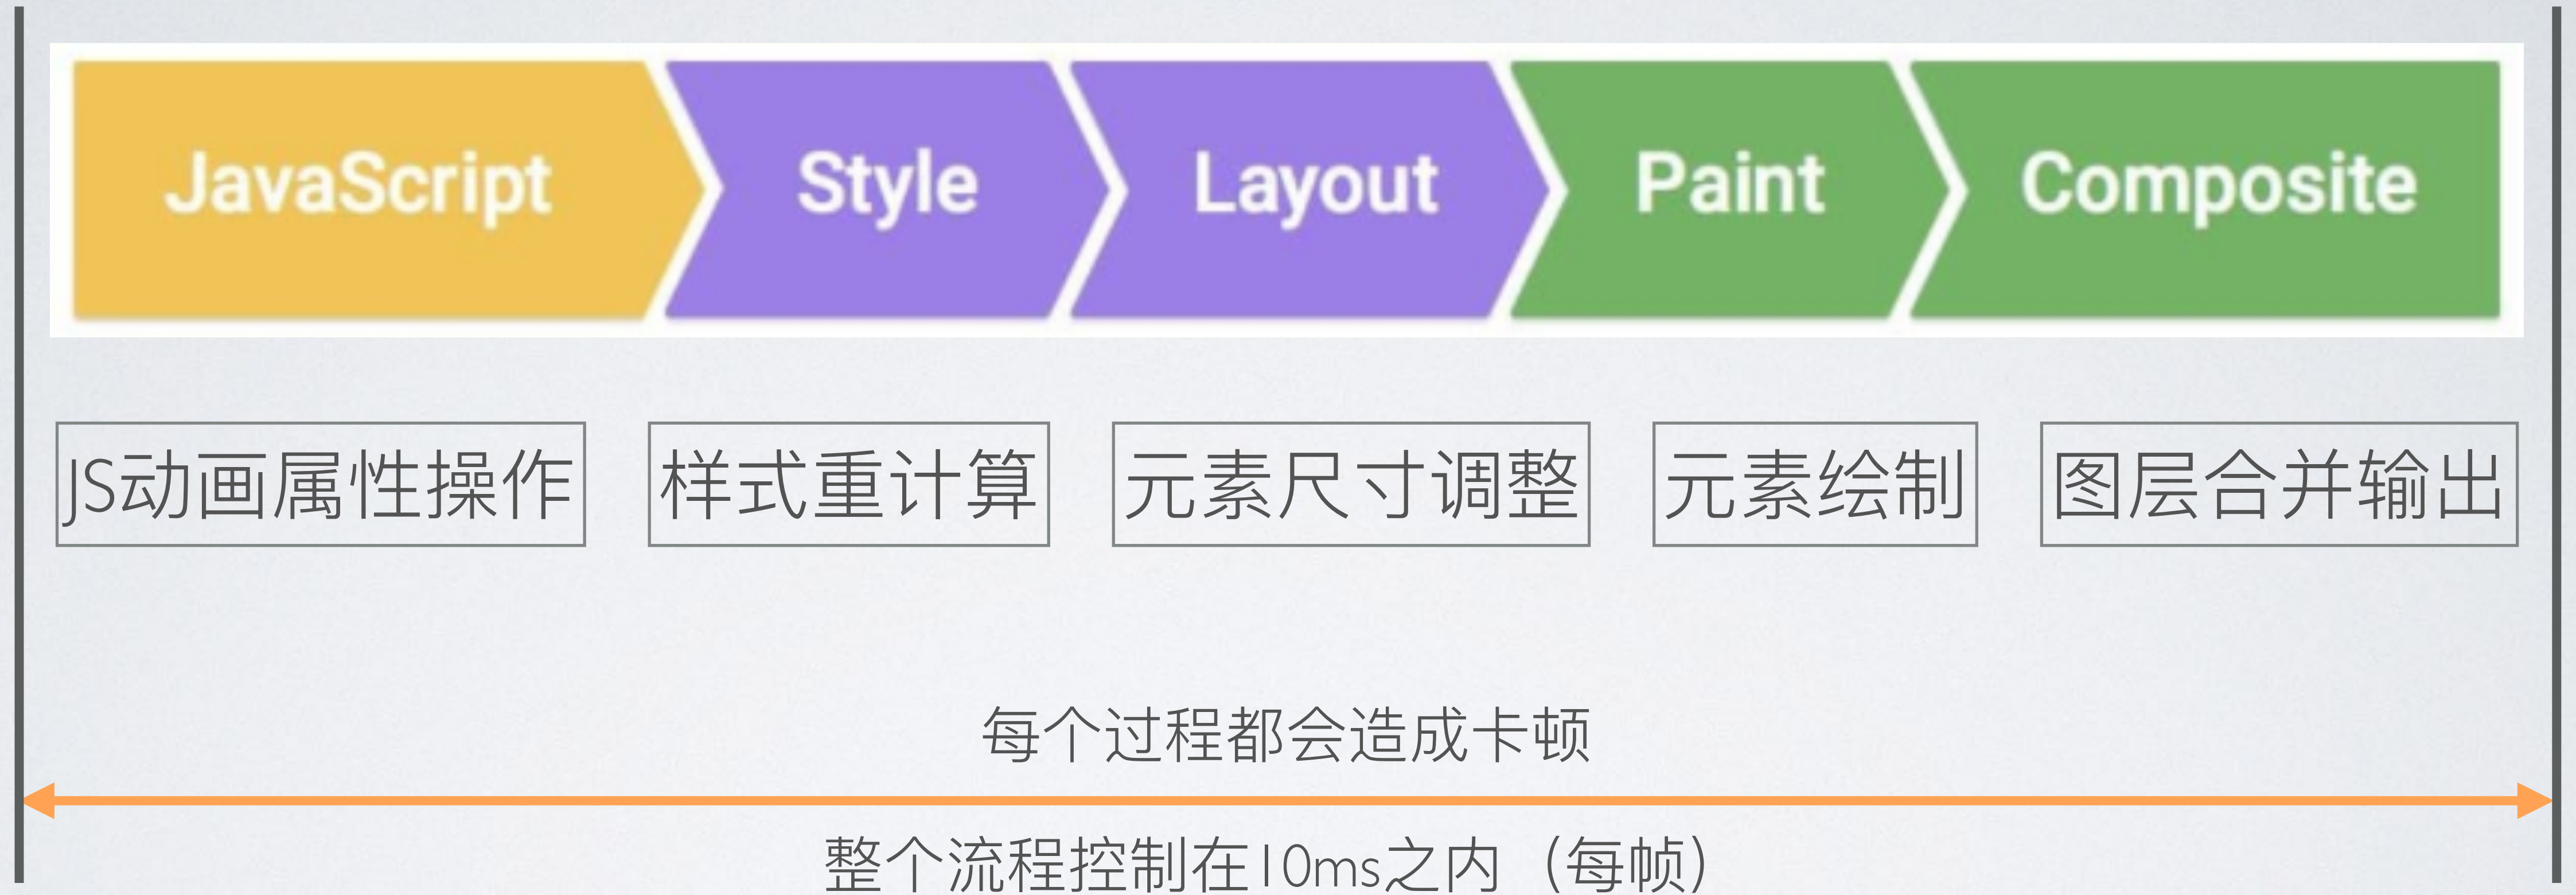 JavaScript Style Layout Paint Composite
JS动画属性操作 样式重计算 元素尺寸调整 元素绘制 图层合并输出
每个过程都会造成卡顿
整个流程控制在10ms之内（每帧）